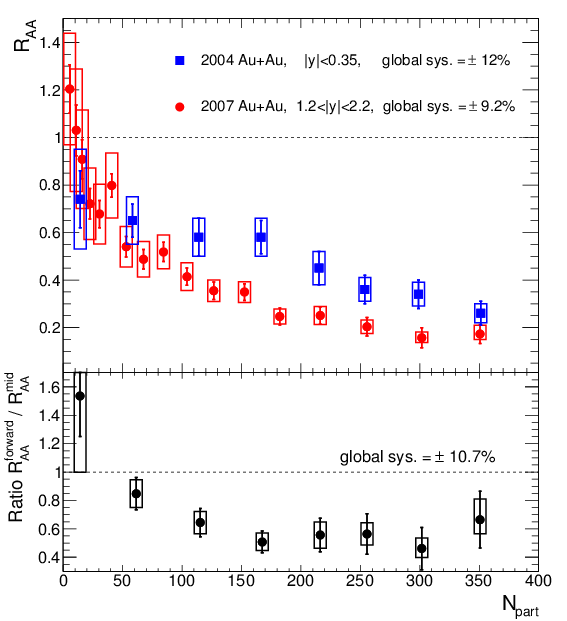 R_AA
1.4
1.2
1
0.8
0.6
0.4
0.2
2004 Au+Au, |y|<0.35, global sys. = ± 12%
2007 Au+Au, 1.2<|y|<2.2, global sys. = ± 9.2%
Ratio R_AA^forward / R_AA^mid
1.6
1.4
1.2
1
0.8
0.6
0.4
global sys. = ± 10.7%
0 50 100 150 200 250 300 350 400
N_part